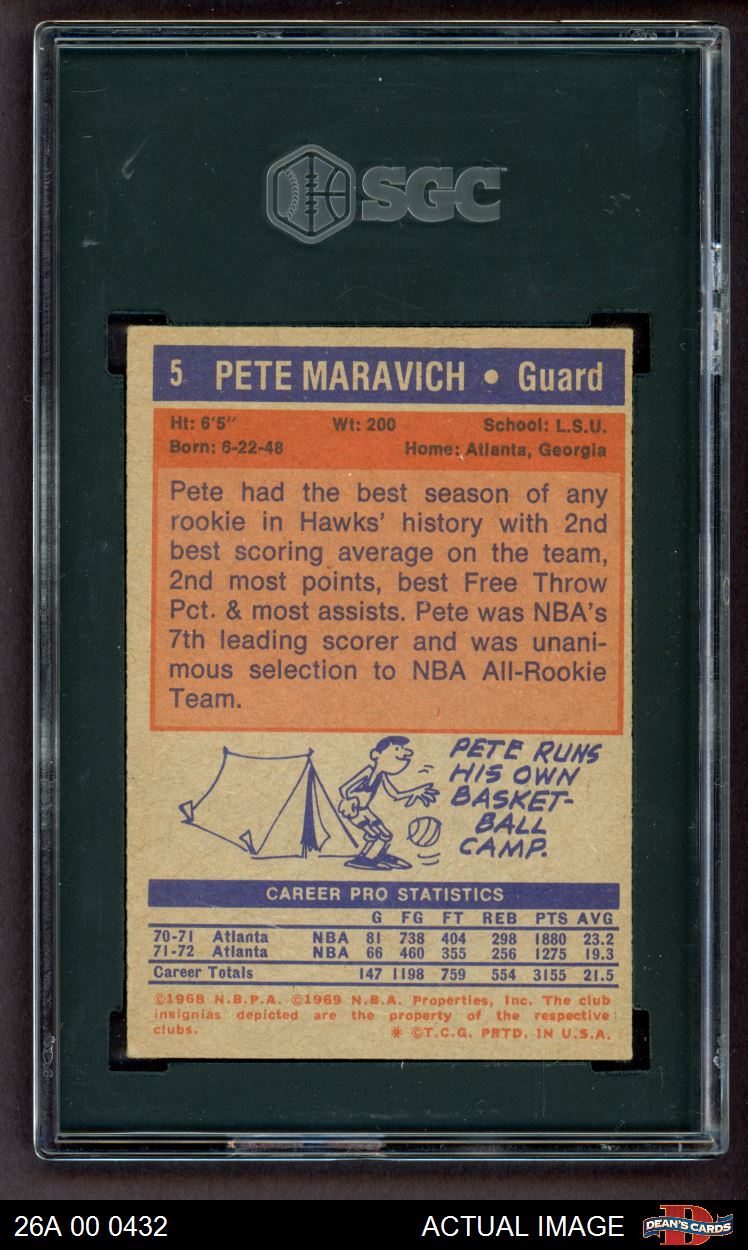 SGC
5 PETE MARAVICH • Guard
Ht: 6'5" Wt: 200 School: L.S.U.
Born: 6-22-48 Home: Atlanta, Georgia
Pete had the best season of any
rookie in Hawks' history with 2nd
best scoring average on the team,
2nd most points, best Free Throw
Pct. & most assists. Pete was NBA's
7th leading scorer and was unani-
mous selection to NBA All-Rookie
Team.
PETE RUNS
HIS OWN
BASKET-
BALL
CAMP.
CAREER PRO STATISTICS
G FG FT REB PTS AVG
70-71 Atlanta NBA 81 738 404 298 1880 23.2
71-72 Atlanta NBA 66 460 355 256 1275 19.3
Career Totals 147 1198 759 554 3155 21.5
©1968 N.B.P.A. ©1969 N.B.A. Properties, Inc. The club
insignias depicted are the property of the respective
clubs. * ©T.C.G. PRTD. IN U.S.A.
26A 00 0432 ACTUAL IMAGE DEAN'S CARDS